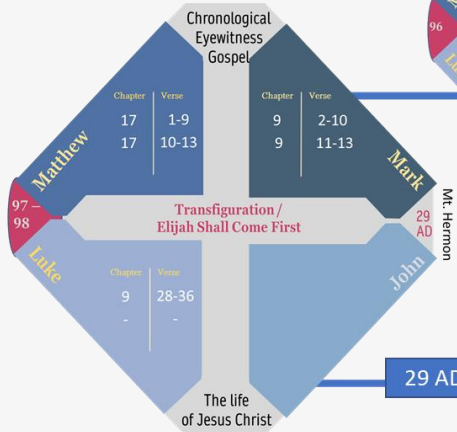 Chronological
Eyewitness
Gospel
96
Chapter Verse
17 1-9
17 10-13
Matthew
Chapter Verse
9 2-10
9 11-13
Mark
97 –
98
Transfiguration /
Elijah Shall Come First
29
AD
Mt. Hermon
Luke
Chapter Verse
9 28-36
- -
John
29 AD
The life
of Jesus Christ